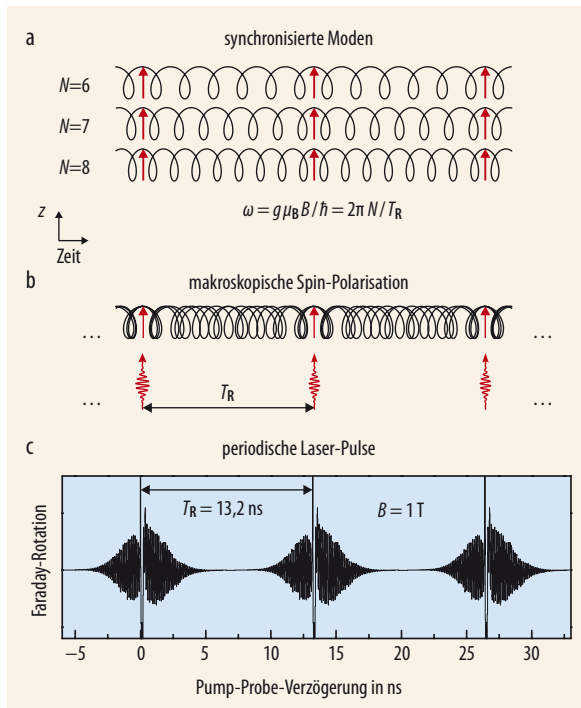 a
synchronisierte Moden
N=6
N=7
N=8
ω = gμBB/ħ = 2π N/TR
z
Zeit
b
makroskopische Spin-Polarisation
... ...
... ...
TR
c
periodische Laser-Pulse
TR = 13,2 ns
B = 1 T
Faraday-Rotation
−5 0 5 10 15 20 25 30
Pump-Probe-Verzögerung in ns